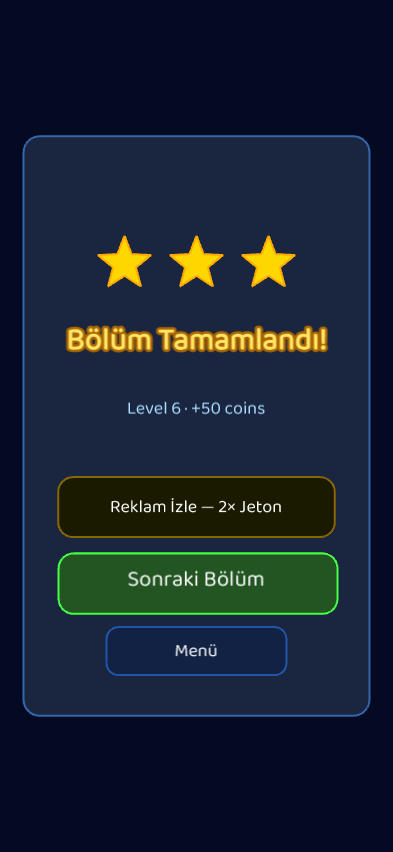 Bölüm Tamamlandı!
Level 6 · +50 coins
Reklam İzle — 2× Jeton
Sonraki Bölüm
Menü